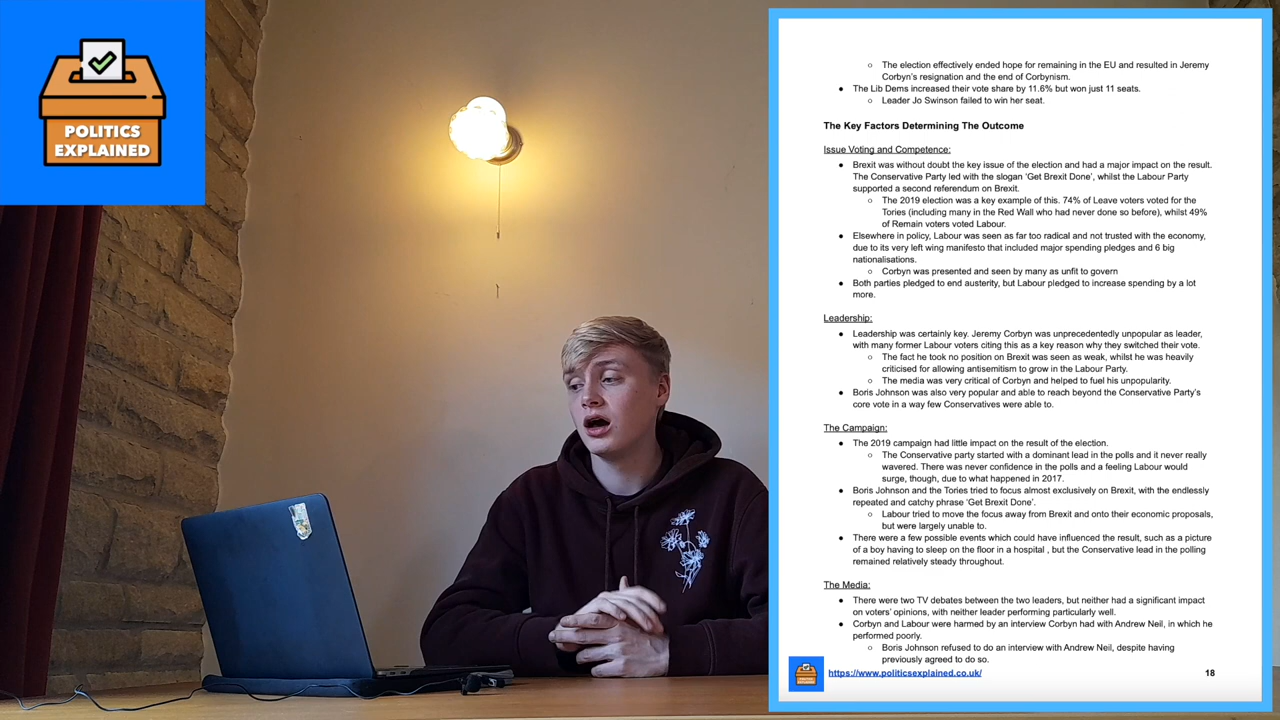 POLITICS
EXPLAINED
○ The election effectively ended hope for remaining in the EU and resulted in Jeremy
Corbyn's resignation and the end of Corbynism.
● The Lib Dems increased their vote share by 11.6% but won just 11 seats.
○ Leader Jo Swinson failed to win her seat.
The Key Factors Determining The Outcome
Issue Voting and Competence:
● Brexit was without doubt the key issue of the election and had a major impact on the result.
The Conservative Party led with the slogan 'Get Brexit Done', whilst the Labour Party
supported a second referendum on Brexit.
○ The 2019 election was a key example of this. 74% of Leave voters voted for the
Tories (including many in the Red Wall who had never done so before), whilst 49%
of Remain voters voted Labour.
● Elsewhere in policy, Labour was seen as far too radical and not trusted with the economy,
due to its very left wing manifesto that included major spending pledges and 6 big
nationalisations.
○ Corbyn was presented and seen by many as unfit to govern
● Both parties pledged to end austerity, but Labour pledged to increase spending by a lot
more.
Leadership:
● Leadership was certainly key. Jeremy Corbyn was unprecedentedly unpopular as leader,
with many former Labour voters citing this as a key reason why they switched their vote.
○ The fact he took no position on Brexit was seen as weak, whilst he was heavily
criticised for allowing antisemitism to grow in the Labour Party.
○ The media was very critical of Corbyn and helped to fuel his unpopularity.
● Boris Johnson was also very popular and able to reach beyond the Conservative Party's
core vote in a way few Conservatives were able to.
The Campaign:
● The 2019 campaign had little impact on the result of the election.
○ The Conservative party started with a dominant lead in the polls and it never really
wavered. There was never confidence in the polls and a feeling Labour would
surge, though, due to what happened in 2017.
● Boris Johnson and the Tories tried to focus almost exclusively on Brexit, with the endlessly
repeated and catchy phrase 'Get Brexit Done'.
○ Labour tried to move the focus away from Brexit and onto their economic proposals,
but were largely unable to.
● There were a few possible events which could have influenced the result, such as a picture
of a boy having to sleep on the floor in a hospital , but the Conservative lead in the polling
remained relatively steady throughout.
The Media:
● There were two TV debates between the two leaders, but neither had a significant impact
on voters' opinions, with neither leader performing particularly well.
● Corbyn and Labour were harmed by an interview Corbyn had with Andrew Neil, in which he
performed poorly.
○ Boris Johnson refused to do an interview with Andrew Neil, despite having
previously agreed to do so.
https://www.politicsexplained.co.uk/
18